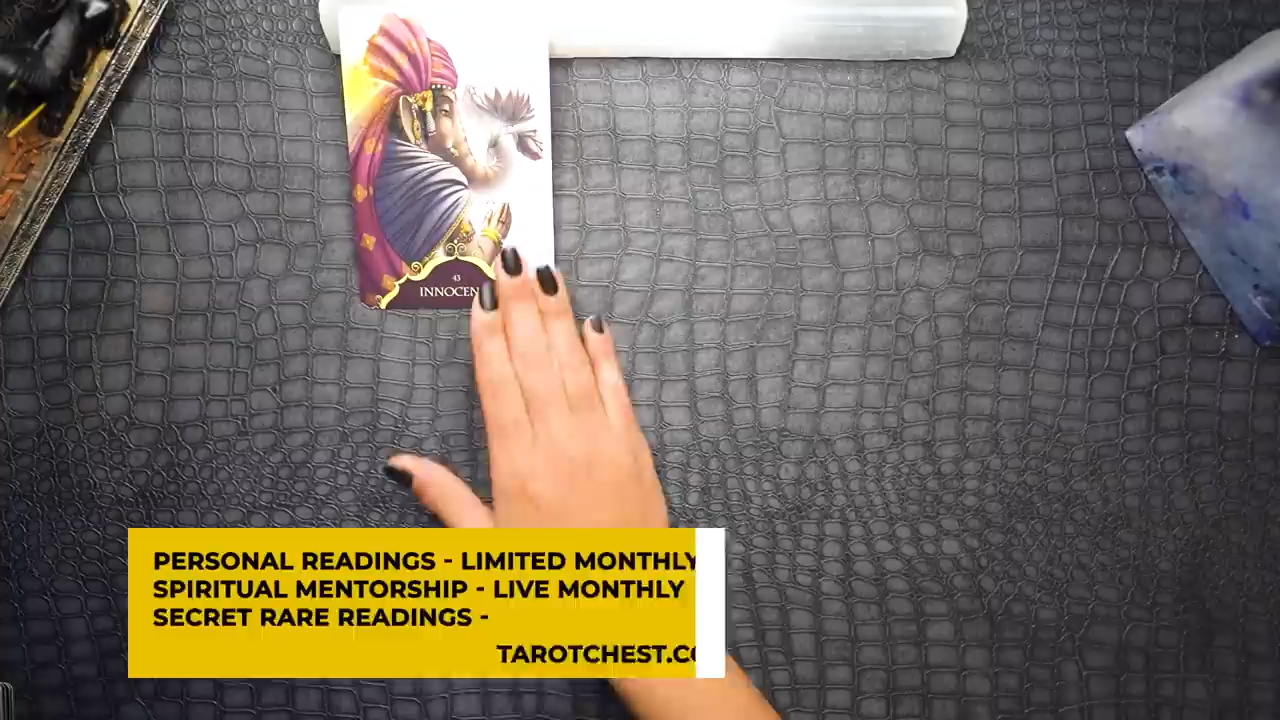 43
INNOCEN
PERSONAL READINGS - LIMITED MONTHLY
SPIRITUAL MENTORSHIP - LIVE MONTHLY
SECRET RARE READINGS -
TAROTCHEST.CO